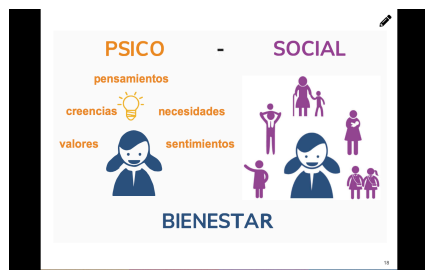 PSICO - SOCIAL
pensamientos
creencias necesidades
valores sentimientos
BIENESTAR
18